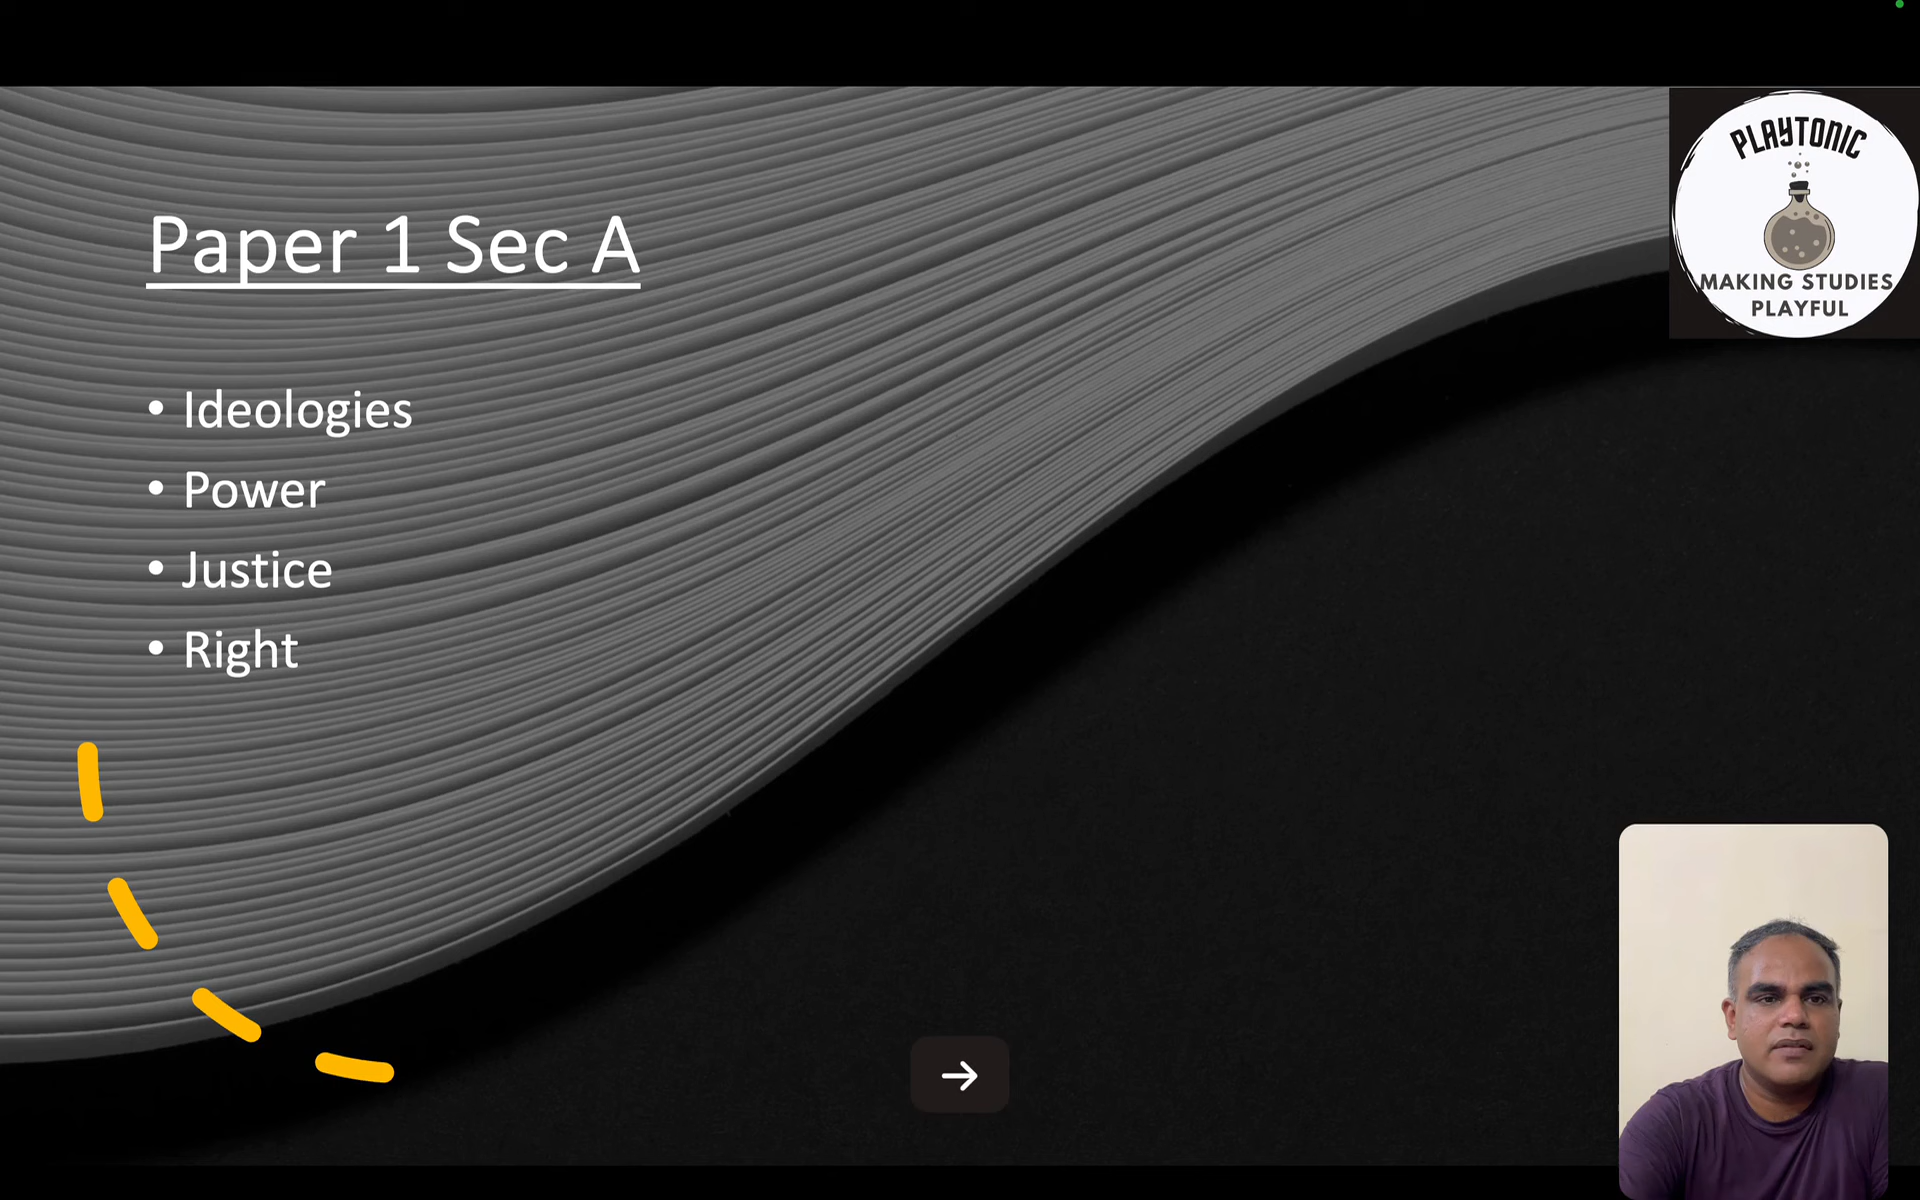 Paper 1 Sec A
• Ideologies
• Power
• Justice
• Right
PLAYTONIC
MAKING STUDIES
PLAYFUL